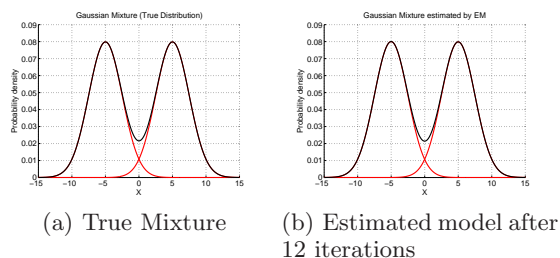 Gaussian Mixture (True Distribution)
Probability density
0.09
0.08
0.07
0.06
0.05
0.04
0.03
0.02
0.01
0
−15 −10 −5 0 5 10 15
X
(a) True Mixture
Gaussian Mixture estimated by EM
Probability density
0.09
0.08
0.07
0.06
0.05
0.04
0.03
0.02
0.01
0
−15 −10 −5 0 5 10 15
X
(b) Estimated model after
12 iterations